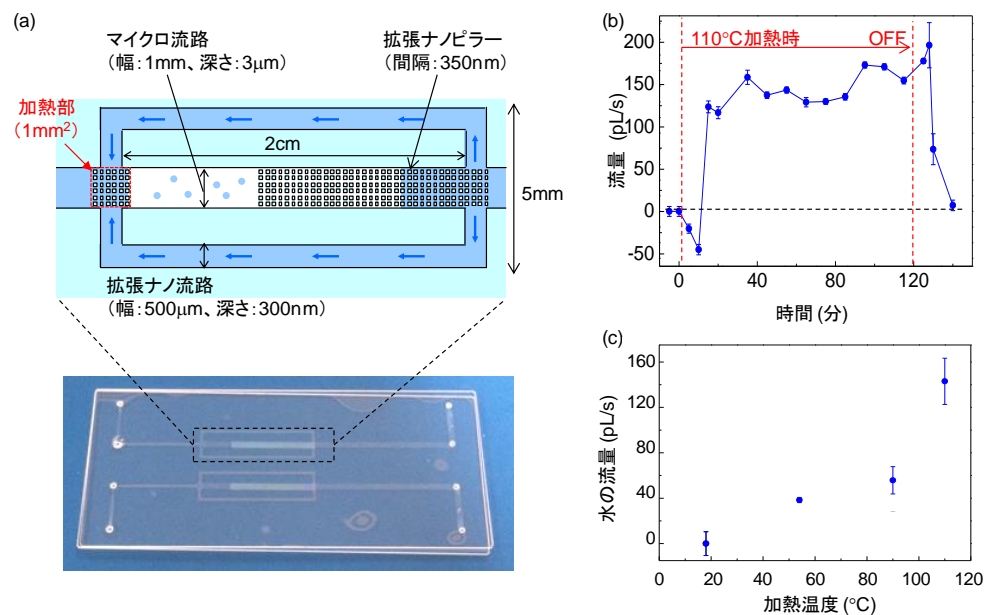 (a)
マイクロ流路
(幅:1mm、深さ:3μm)
拡張ナノピラー
(間隔:350nm)
加熱部
(1mm²)
2cm
5mm
拡張ナノ流路
(幅:500μm、深さ:300nm)
(b)
110°C加熱時
OFF
流量 (pL/s)
200
150
100
50
0
-50
0
40
80
120
時間 (分)
(c)
水の流量 (pL/s)
160
120
80
40
0
0
20
40
60
80
100
120
加熱温度 (°C)